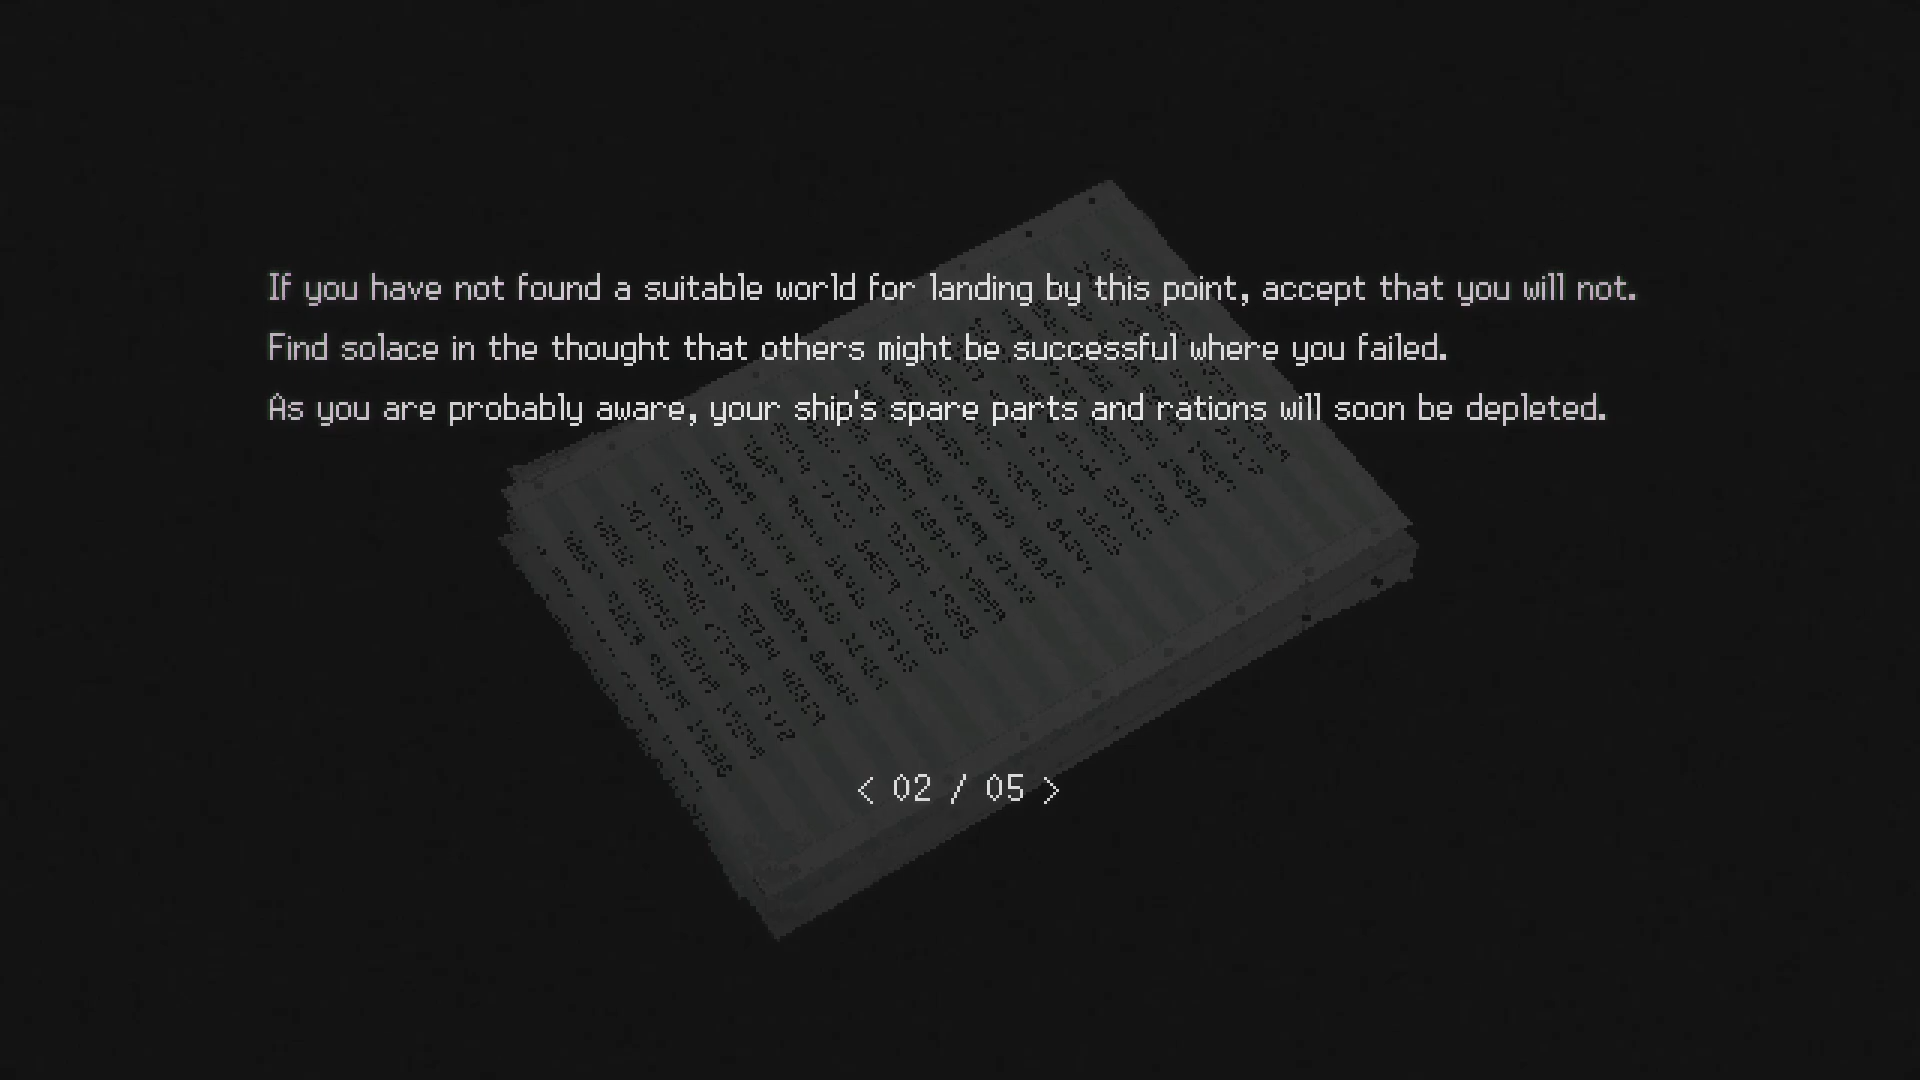 If you have not found a suitable world for landing by this point, accept that you will not.
Find solace in the thought that others might be successful where you failed.
As you are probably aware, your ship's spare parts and rations will soon be depleted.
< 02 / 05 >